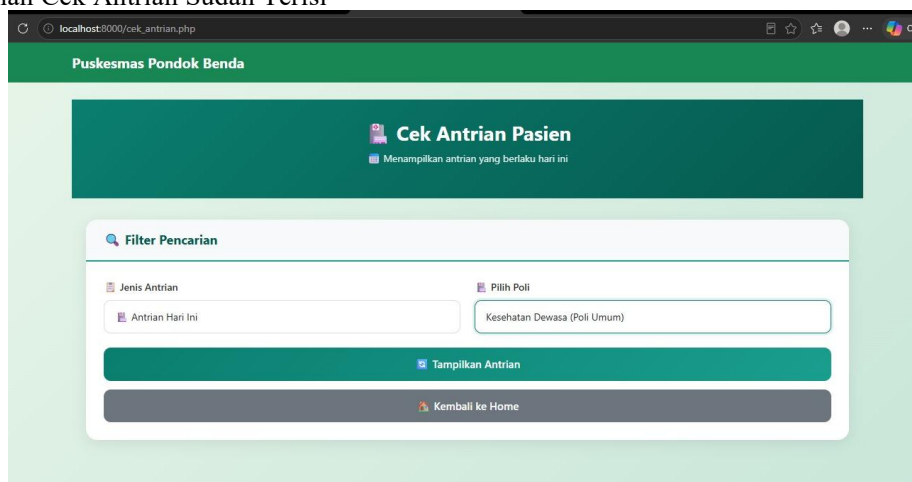 Cek Antrian Sudah Terisi
localhost:8000/cek_antrian.php
Puskesmas Pondok Benda
Cek Antrian Pasien
Menampilkan antrian yang berlaku hari ini
Filter Pencarian
Jenis Antrian
Pilih Poli
Antrian Hari Ini
Kesehatan Dewasa (Poli Umum)
Tampilkan Antrian
Kembali ke Home